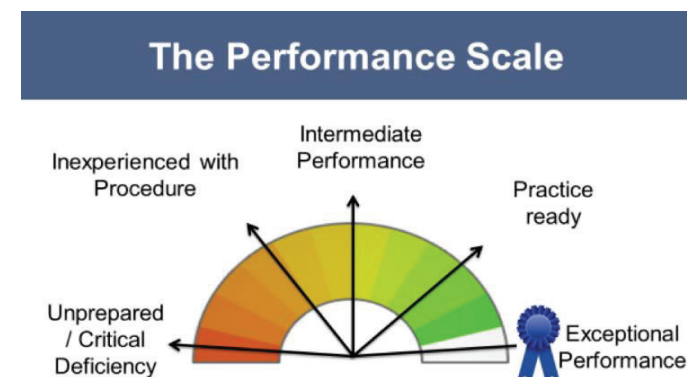 The Performance Scale
Intermediate
Performance
Inexperienced with
Procedure
Practice
ready
Unprepared
/ Critical
Deficiency
Exceptional
Performance